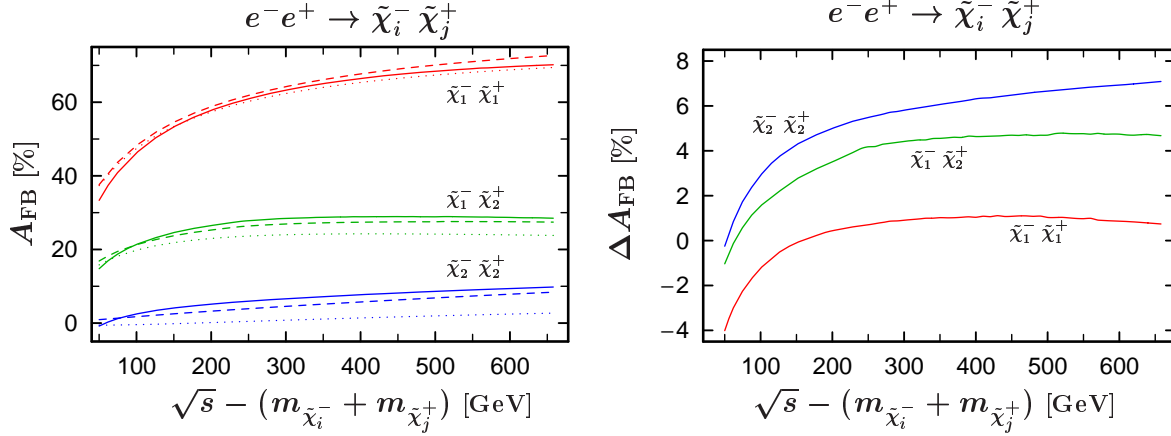 e⁻e⁺ → χ̃ᵢ⁻ χ̃ⱼ⁺
A_FB [%]
60
40
20
0
χ̃₁⁻ χ̃₁⁺
χ̃₁⁻ χ̃₂⁺
χ̃₂⁻ χ̃₂⁺
100 200 300 400 500 600
√s − (m_χ̃ᵢ⁻ + m_χ̃ⱼ⁺) [GeV]
e⁻e⁺ → χ̃ᵢ⁻ χ̃ⱼ⁺
ΔA_FB [%]
8
6
4
2
0
−2
−4
χ̃₂⁻ χ̃₂⁺
χ̃₁⁻ χ̃₂⁺
χ̃₁⁻ χ̃₁⁺
100 200 300 400 500 600
√s − (m_χ̃ᵢ⁻ + m_χ̃ⱼ⁺) [GeV]